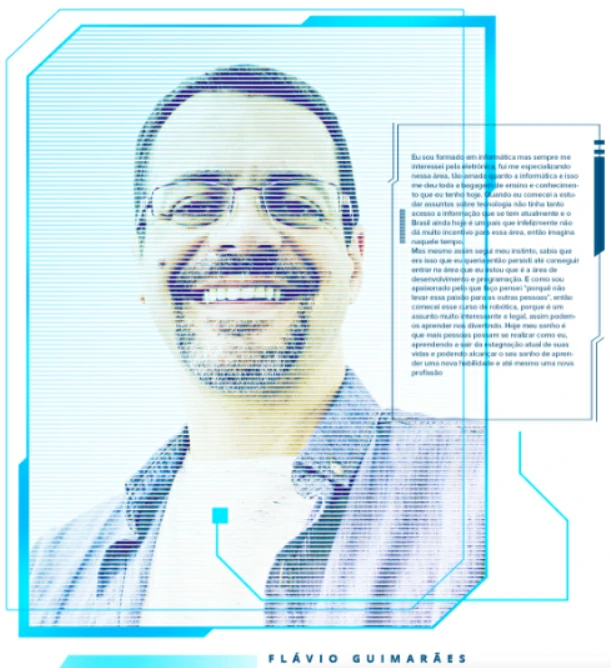 Eu sou formado em informática mas sempre me
interessei pela eletrônica, fui me especializando
nessa área, tão amada quanto a informática e isso
me deu toda a bagagem de ensino e conhecimen-
to que eu tenho hoje. Quando eu comecei a estu-
dar assuntos sobre tecnologia não tinha tanto
acesso a informação que se tem atualmente e o
Brasil ainda hoje é um país que infelizmente não
dá muito incentivo para essa área, então imagina
naquele tempo.
Mas mesmo assim segui meu instinto, sabia que
era isso que eu queria então persisti até conseguir
entrar na área que eu estou que é a área de
desenvolvimento e programação. E como sou
apaixonado pelo que faço pensei "porquê não
levar essa paixão para as outras pessoas", então
comecei esse curso de robótica, porque é um
assunto muito interessante e legal, assim podem-
os aprender nos divertindo. Hoje meu sonho é
que mais pessoas possam se realizar como eu,
aprendendo a sair da estagnação atual de suas
vidas e podendo alcançar o seu sonho de apren-
der uma nova habilidade e até mesmo uma nova
profissão
FLÁVIO GUIMARÃES